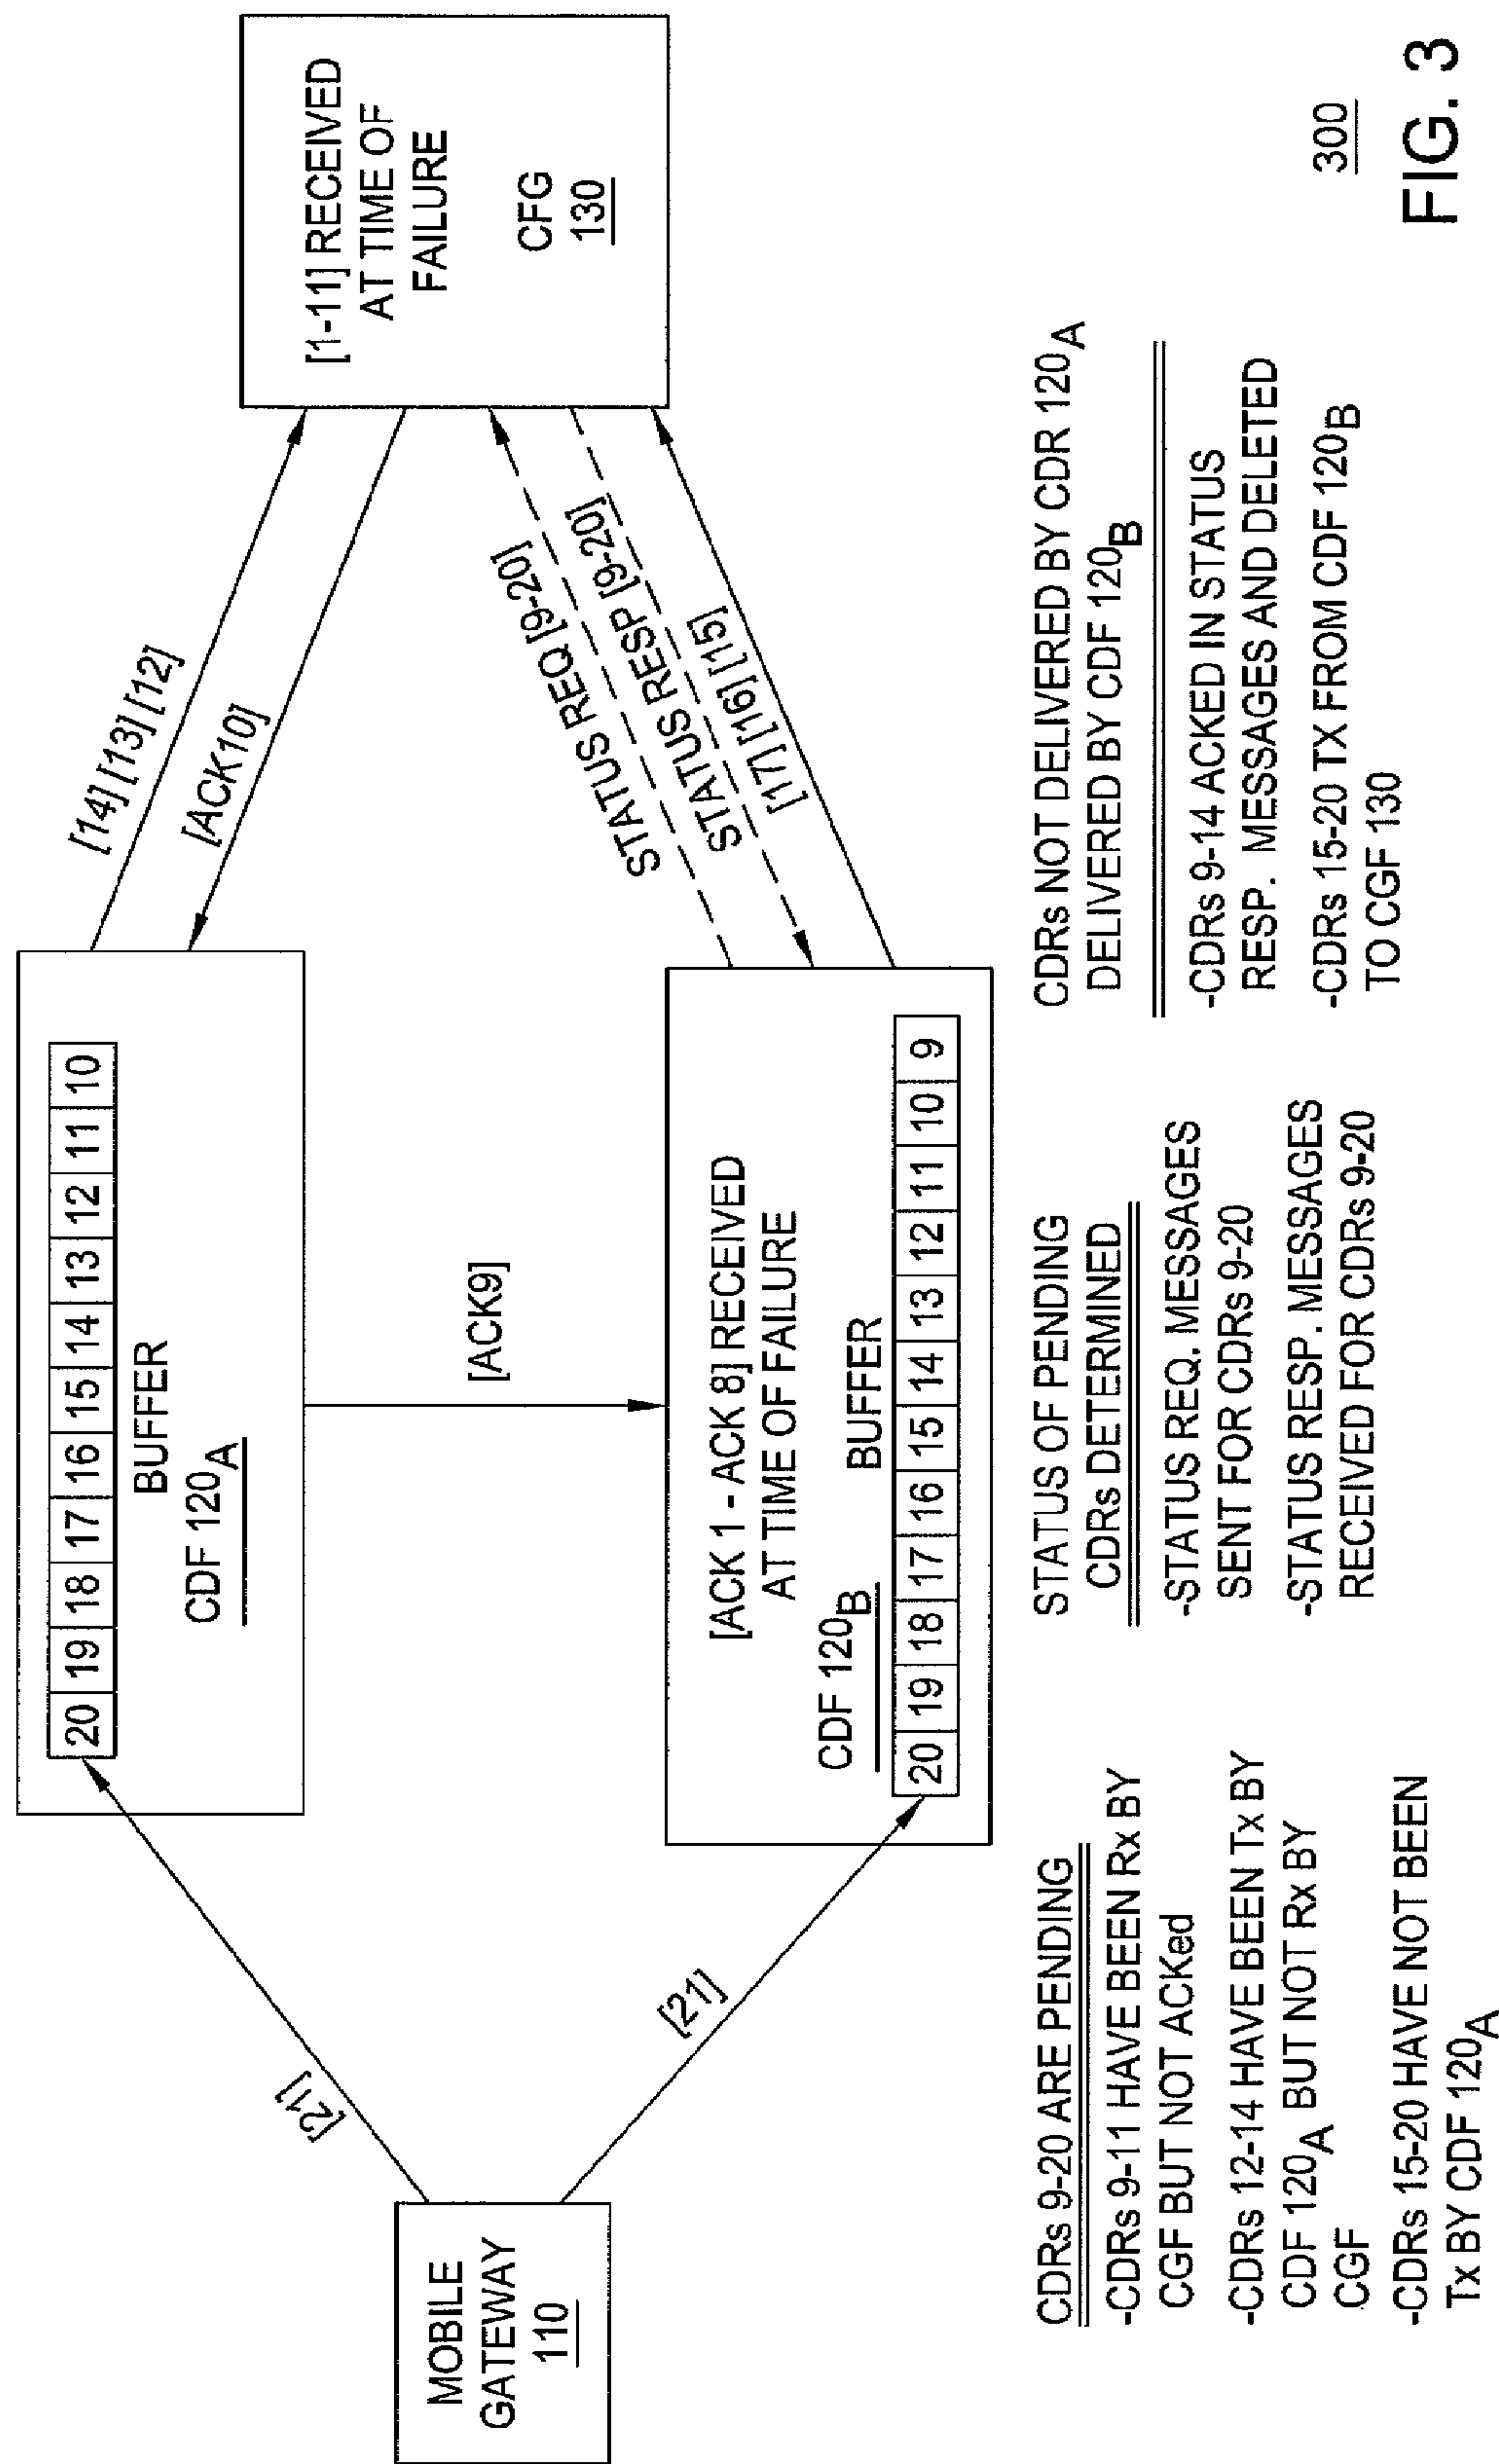 MOBILE
GATEWAY
110
[21]
[21]
20 19 18 17 16 15 14 13 12 11 10
BUFFER
CDF 120A
[ACK9]
[ACK 1 - ACK 8] RECEIVED
AT TIME OF FAILURE
CDF 120B
BUFFER
20 19 18 17 16 15 14 13 12 11 10 9
[14] [13] [12]
[ACK10]
STATUS REQ [9-20]
STATUS RESP [9-20]
[17] [16] [15]
[1-11] RECEIVED
AT TIME OF
FAILURE
CFG
130
CDRs 9-20 ARE PENDING
-CDRs 9-11 HAVE BEEN Rx BY
CGF BUT NOT ACKed
-CDRs 12-14 HAVE BEEN Tx BY
CDF 120A BUT NOT Rx BY
CGF
-CDRs 15-20 HAVE NOT BEEN
Tx BY CDF 120A
STATUS OF PENDING
CDRs DETERMINED
-STATUS REQ. MESSAGES
SENT FOR CDRs 9-20
-STATUS RESP. MESSAGES
RECEIVED FOR CDRs 9-20
CDRs NOT DELIVERED BY CDR 120A
DELIVERED BY CDF 120B
-CDRs 9-14 ACKED IN STATUS
RESP. MESSAGES AND DELETED
-CDRs 15-20 TX FROM CDF 120B
TO CGF 130
300
FIG. 3